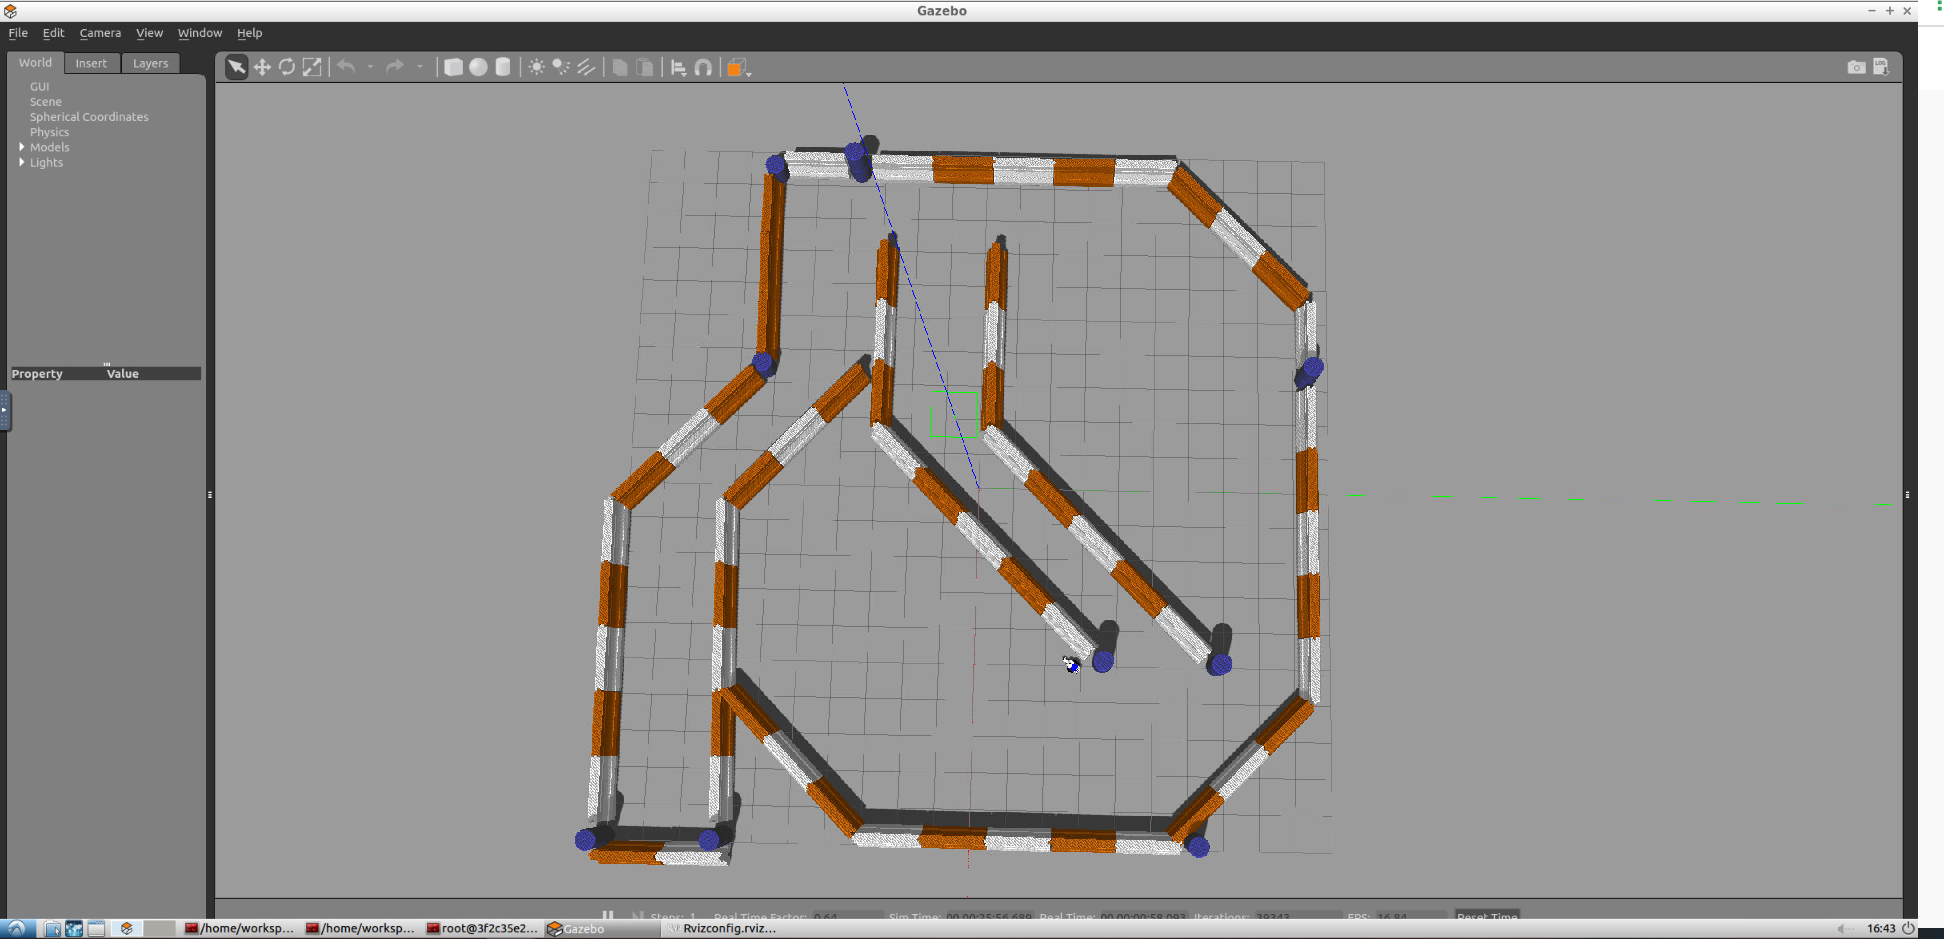 Gazebo
File Edit Camera View Window Help
World Insert Layers
GUI
Scene
Spherical Coordinates
Physics
Models
Lights
Property Value
Steps: 1 Real Time Factor: 0.64 Sim Time: 00 00:25:56.689 Real Time: 00 00:00:58.093 Iterations: 39343 FPS: 16.84 Reset Time
/home/worksp... /home/worksp... root@3f2c35e2... Gazebo Rvizconfig.rviz... 16:43